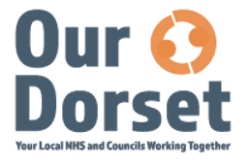 Our
Dorset
Your Local NHS and Councils Working Together